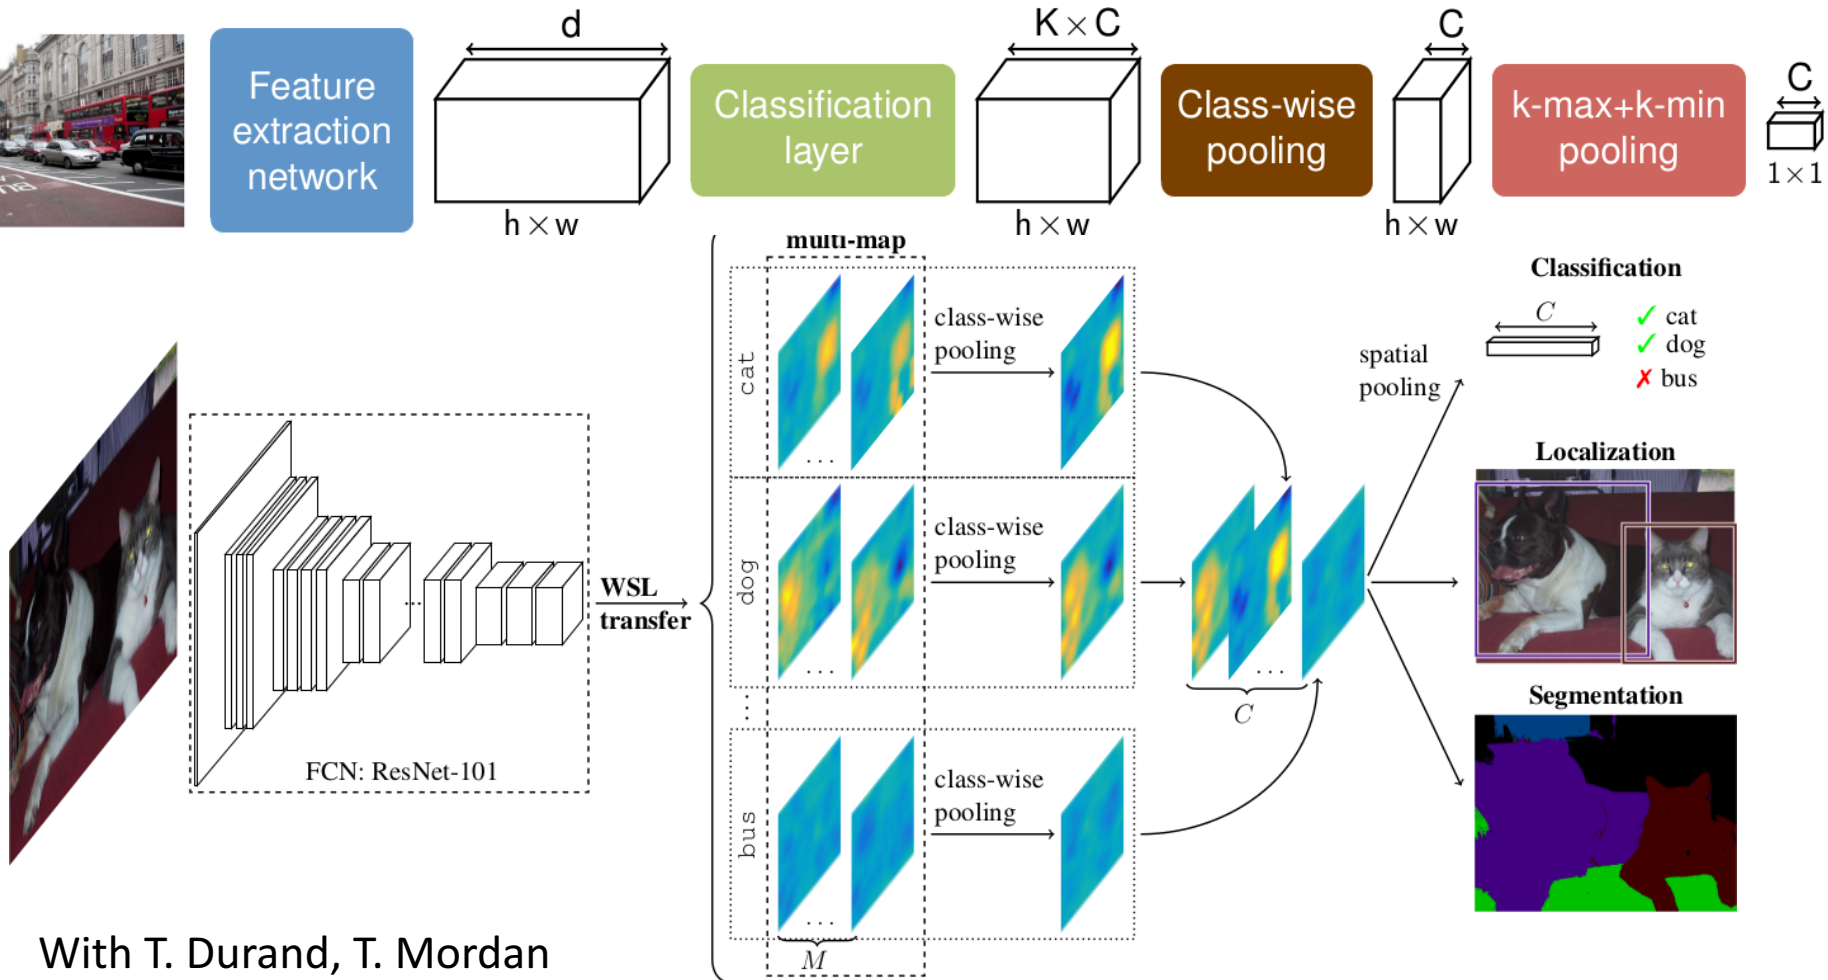 d
K × C
C
C
Feature
extraction
network
Classification
layer
Class-wise
pooling
k-max+k-min
pooling
1×1
h×w
h×w
h×w
multi-map
cat
class-wise
pooling
. . .
dog
class-wise
pooling
. . .
...
bus
class-wise
pooling
. . .
M
...
FCN: ResNet-101
WSL
transfer
. . .
C
spatial
pooling
Classification
C
✓ cat
✓ dog
✗ bus
Localization
Segmentation
With T. Durand, T. Mordan